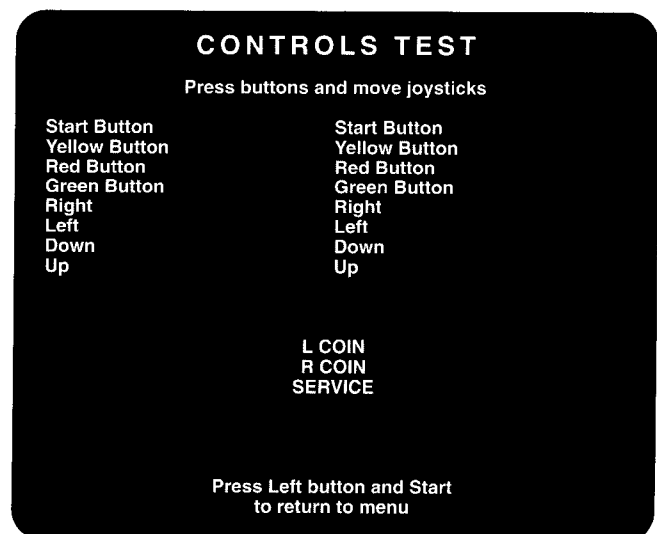 CONTROLS TEST
Press buttons and move joysticks
Start Button
Yellow Button
Red Button
Green Button
Right
Left
Down
Up
Start Button
Yellow Button
Red Button
Green Button
Right
Left
Down
Up
L COIN
R COIN
SERVICE
Press Left button and Start
to return to menu